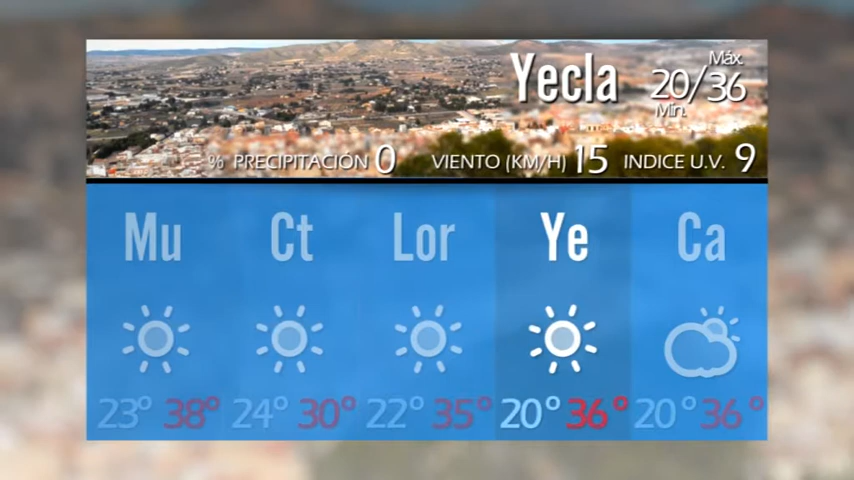 Yecla
Máx.
20/36
Mín.
% PRECIPITACIÓN 0 VIENTO (KM/H) 15 INDICE U.V. 9
Mu Ct Lor Ye Ca
23° 38° 24° 30° 22° 35° 20° 36° 20° 36°